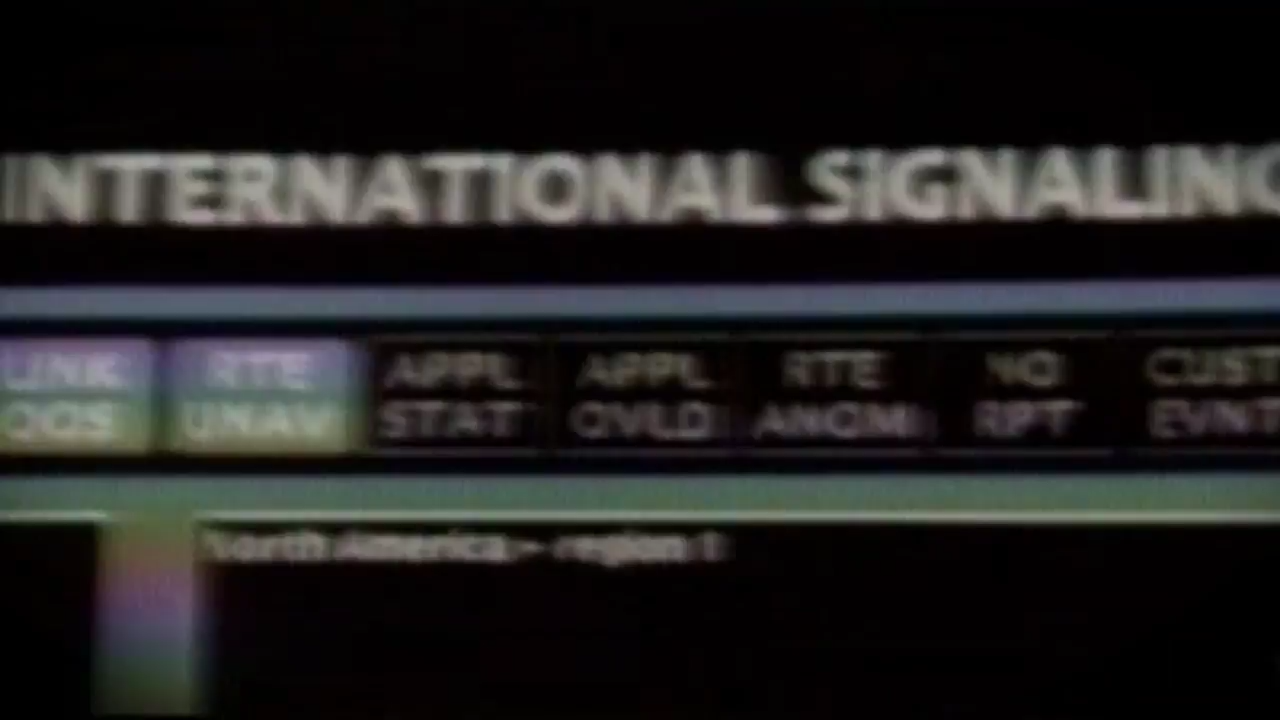 INTERNATIONAL SIGNALING
LINK RTE APPL APPL RTE NO CUST
OOS UNAV STAT OVLD ANOM RPT EVNT
North America - region 1